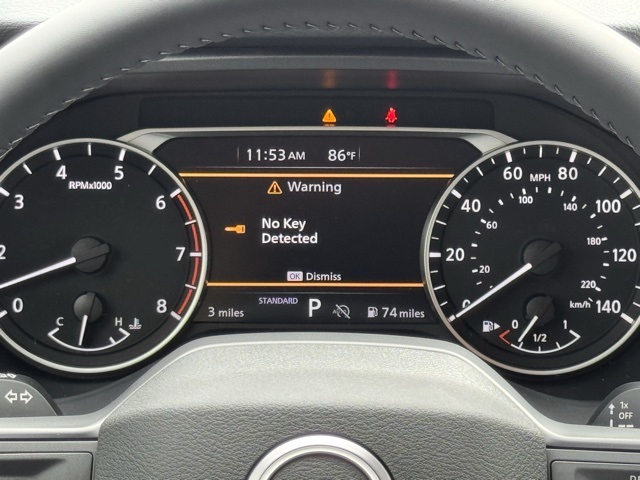 11:53 AM 86°F
Warning
No Key
Detected
OK Dismiss
3 miles STANDARD P 74 miles
RPMx1000
0 2 3 4 5 6 7 8
C H
MPH
0 20 40 60 80 100 120 140
20 60 100 140 180 220
km/h
0 1/2 1
1x
OFF